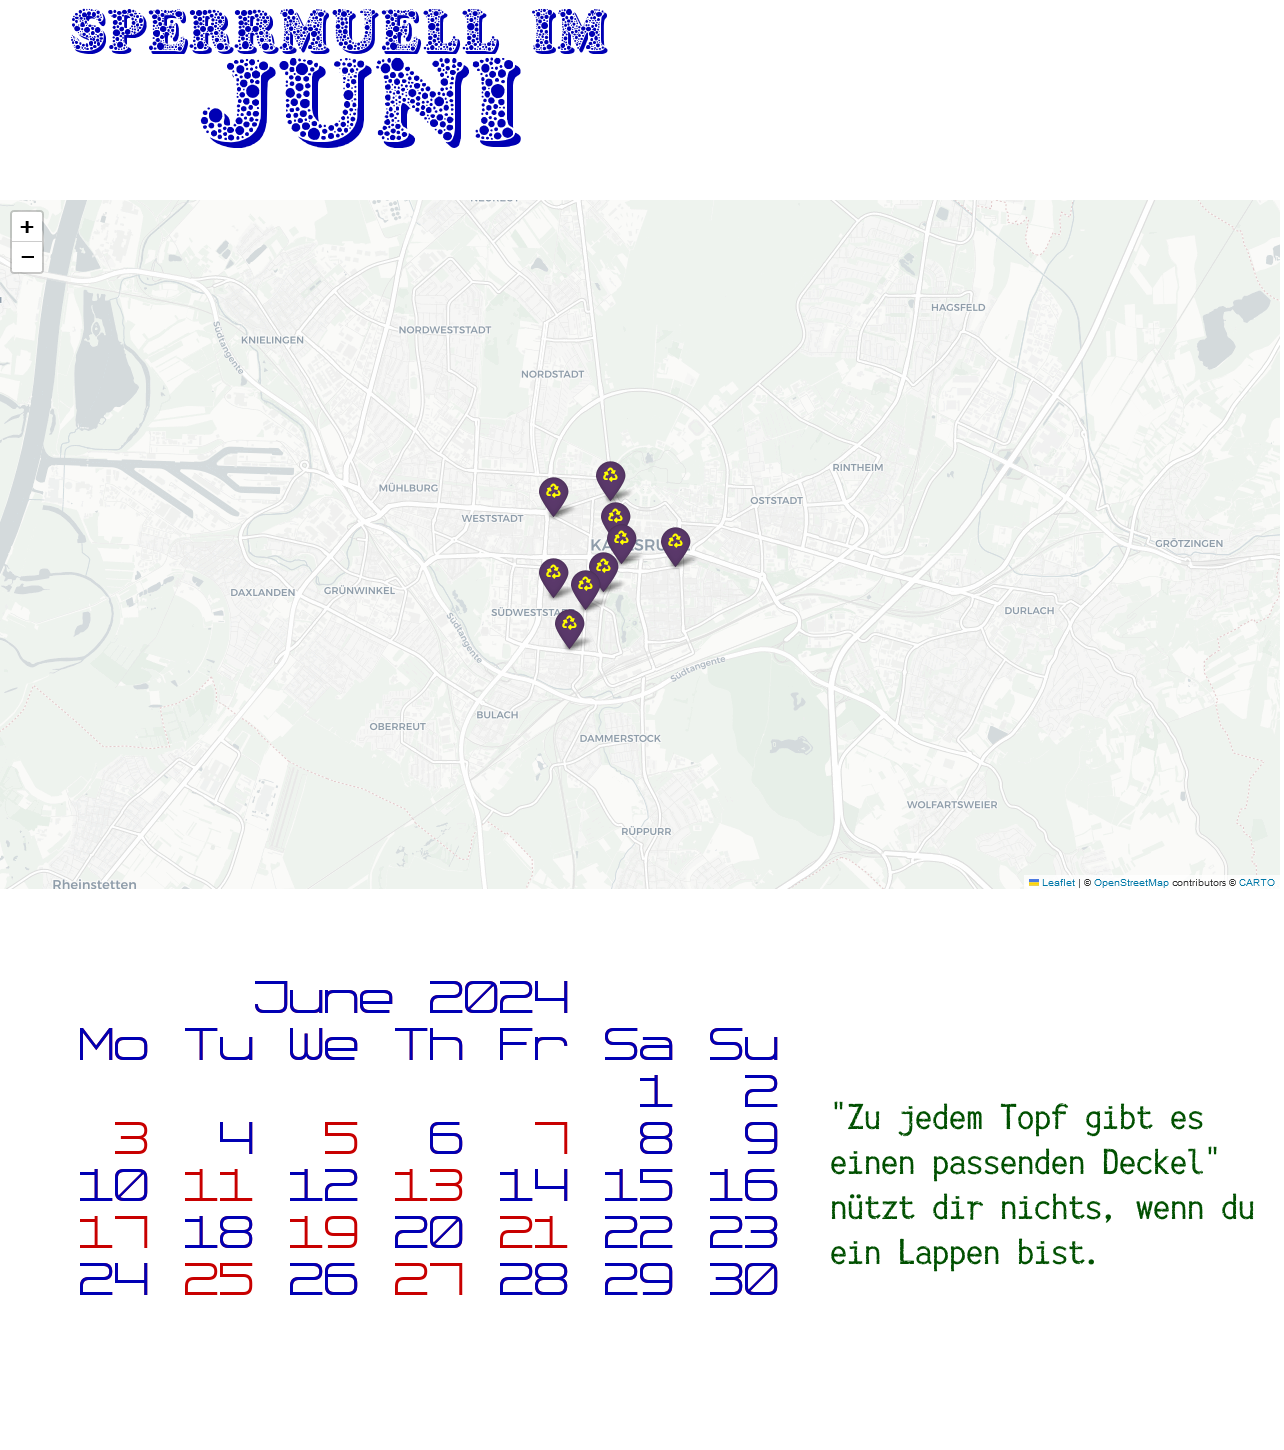 SPERRMUELL IM
JUNI
NEUREUT
+
−
HAGSFELD
NORDWESTSTADT
Südtangente
KNIELINGEN
NORDSTADT
RINTHEIM
MÜHLBURG
OSTSTADT
WESTSTADT
GRÖTZINGEN
DAXLANDEN
GRÜNWINKEL
SÜDWESTSTADT
DURLACH
Südtangente
Südtangente
BULACH
OBERREUT
DAMMERSTOCK
WOLFARTSWEIER
RÜPPURR
Rheinstetten
Leaflet | © OpenStreetMap contributors © CARTO
June 2024
Mo Tu We Th Fr Sa Su
1 2
3 4 5 6 7 8 9
10 11 12 13 14 15 16
17 18 19 20 21 22 23
24 25 26 27 28 29 30
"Zu jedem Topf gibt es
einen passenden Deckel"
nützt dir nichts, wenn du
ein Lappen bist.